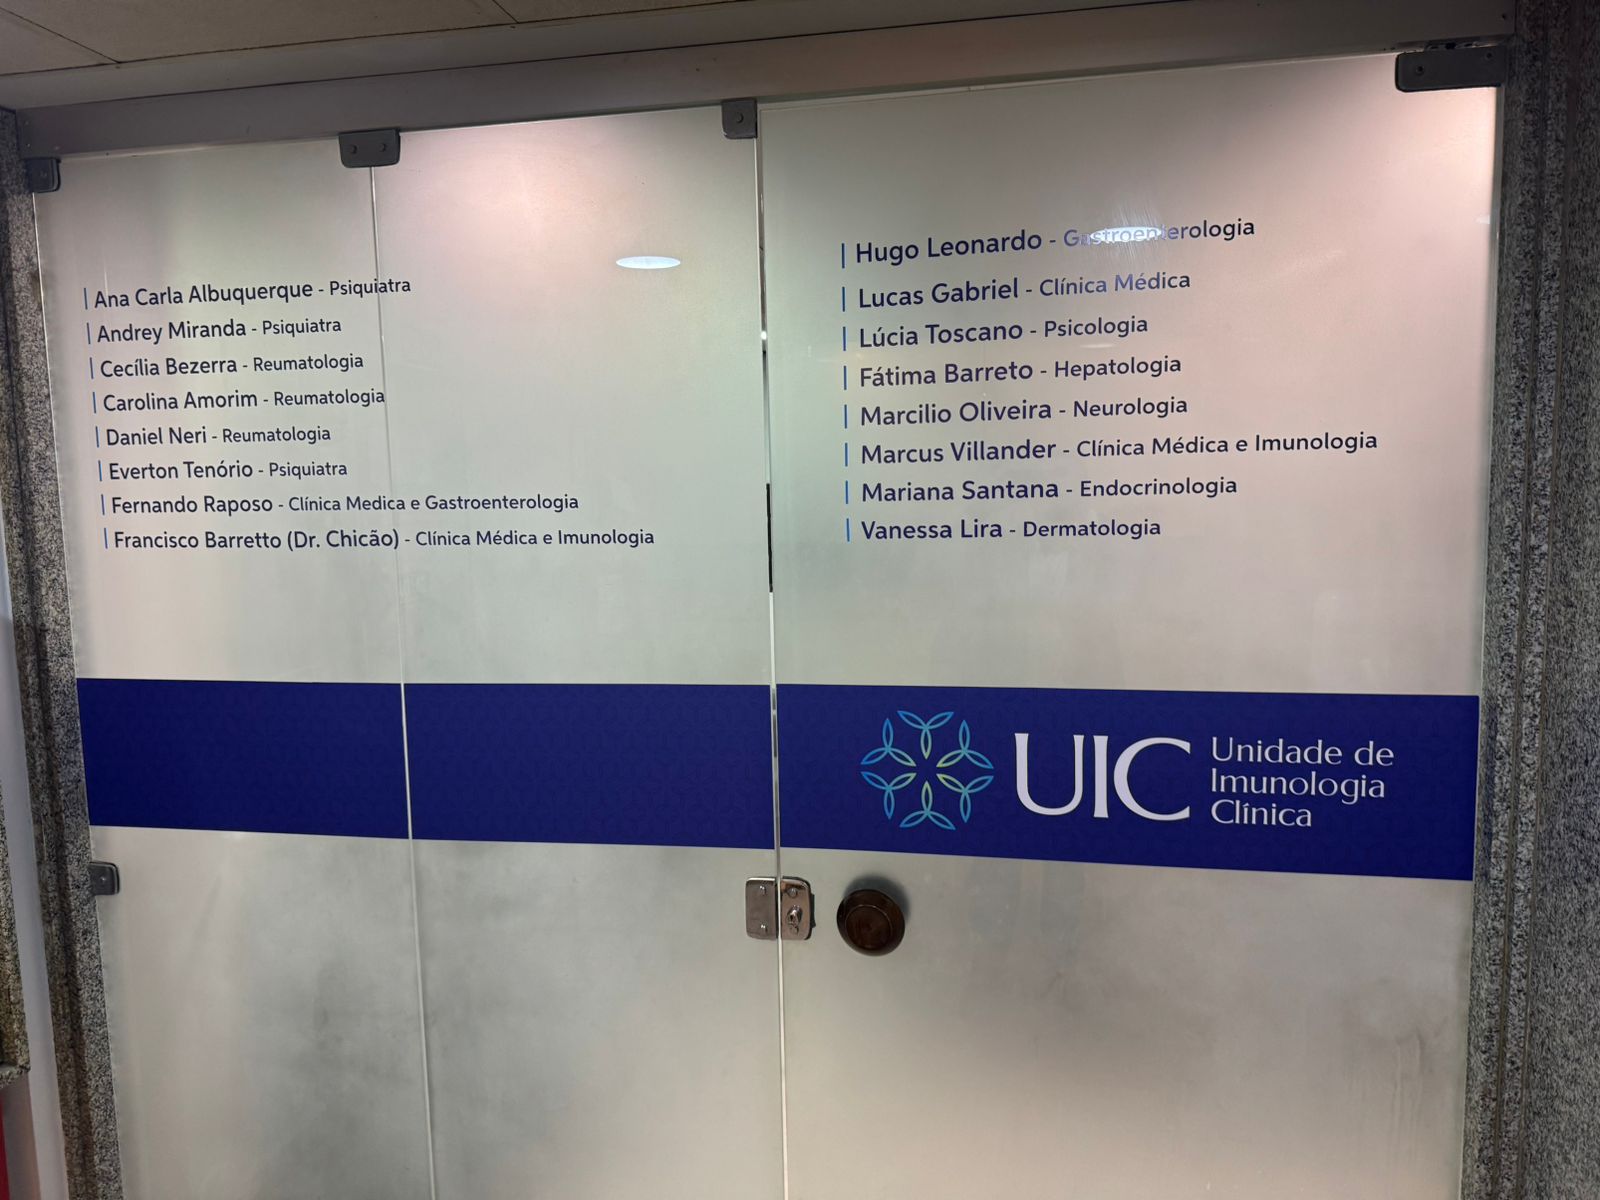 Ana Carla Albuquerque - Psiquiatra
Andrey Miranda - Psiquiatra
Cecília Bezerra - Reumatologia
Carolina Amorim - Reumatologia
Daniel Neri - Reumatologia
Everton Tenório - Psiquiatra
Fernando Raposo - Clínica Medica e Gastroenterologia
Francisco Barretto (Dr. Chicão) - Clínica Médica e Imunologia
Hugo Leonardo - Gastroenterologia
Lucas Gabriel - Clínica Médica
Lúcia Toscano - Psicologia
Fátima Barreto - Hepatologia
Marcilio Oliveira - Neurologia
Marcus Villander - Clínica Médica e Imunologia
Mariana Santana - Endocrinologia
Vanessa Lira - Dermatologia
UIC
Unidade de
Imunologia
Clínica